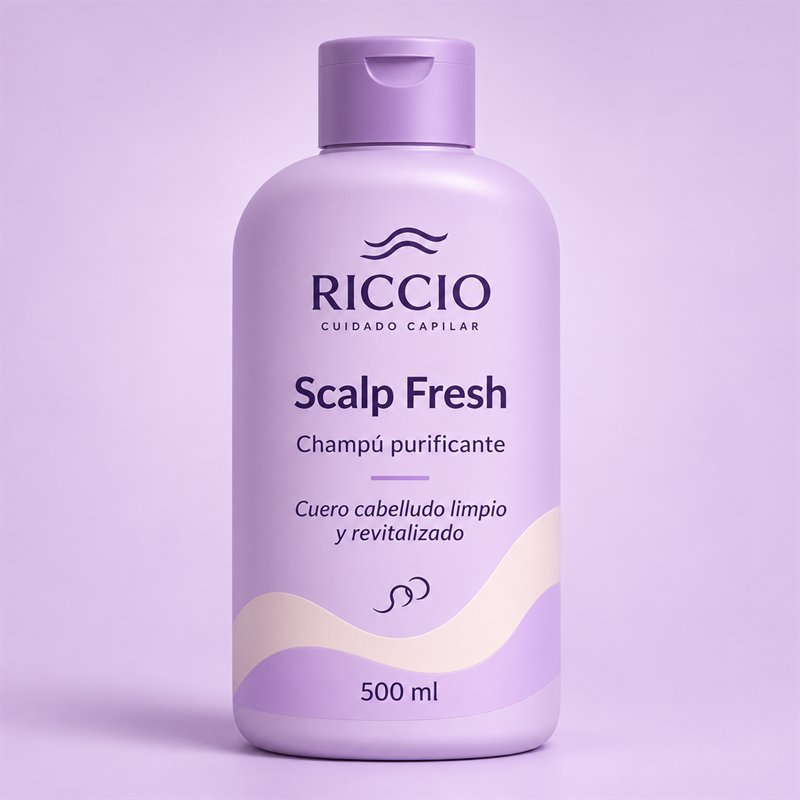 RICCIO
CUIDADO CAPILAR
Scalp Fresh
Champú purificante
Cuero cabelludo limpio
y revitalizado
500 ml